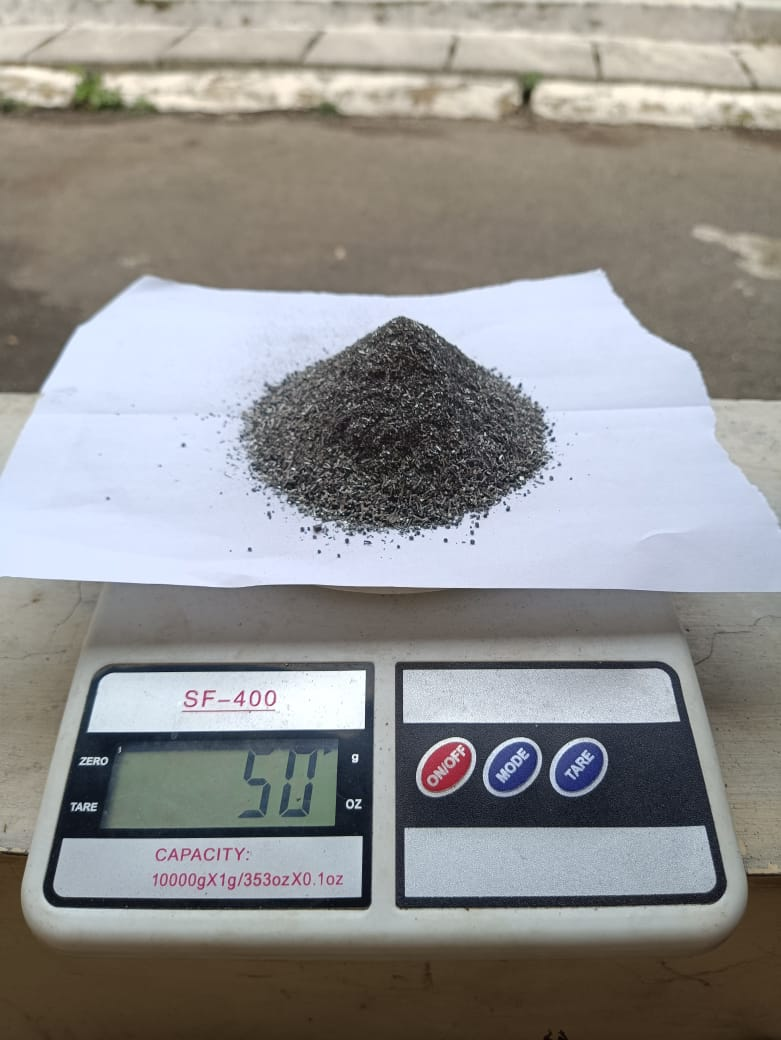 SF-400
ZERO
50
g
TARE
OZ
CAPACITY:
10000gX1g/353ozX0.1oz
ON/OFF
MODE
TARE